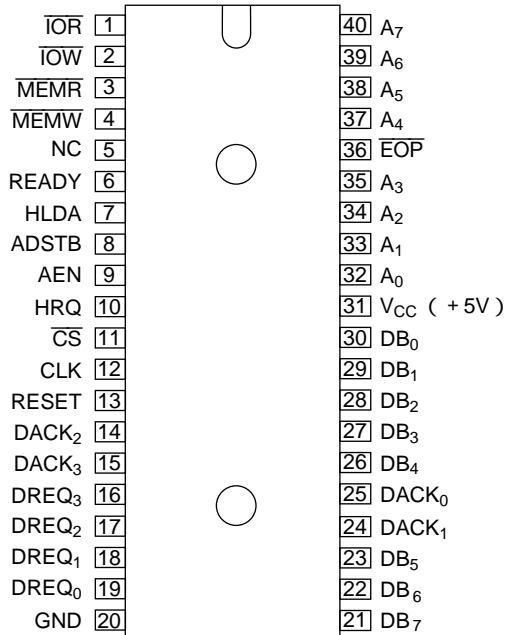 IOR 1 40 A7
IOW 2 39 A6
MEMR 3 38 A5
MEMW 4 37 A4
NC 5 36 EOP
READY 6 35 A3
HLDA 7 34 A2
ADSTB 8 33 A1
AEN 9 32 A0
HRQ 10 31 VCC ( +5V )
CS 11 30 DB0
CLK 12 29 DB1
RESET 13 28 DB2
DACK2 14 27 DB3
DACK3 15 26 DB4
DREQ3 16 25 DACK0
DREQ2 17 24 DACK1
DREQ1 18 23 DB5
DREQ0 19 22 DB6
GND 20 21 DB7